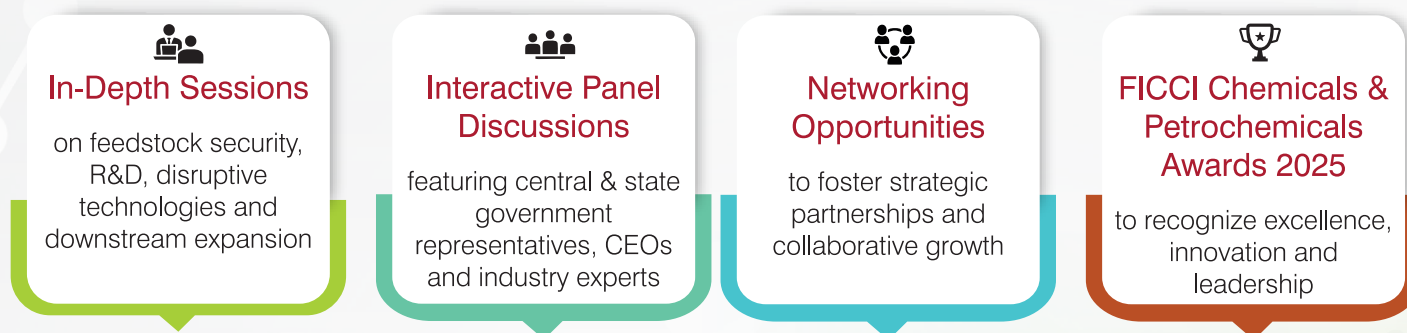 In-Depth Sessions
on feedstock security,
R&D, disruptive
technologies and
downstream expansion
Interactive Panel
Discussions
featuring central & state
government
representatives, CEOs
and industry experts
Networking
Opportunities
to foster strategic
partnerships and
collaborative growth
FICCI Chemicals &
Petrochemicals
Awards 2025
to recognize excellence,
innovation and
leadership